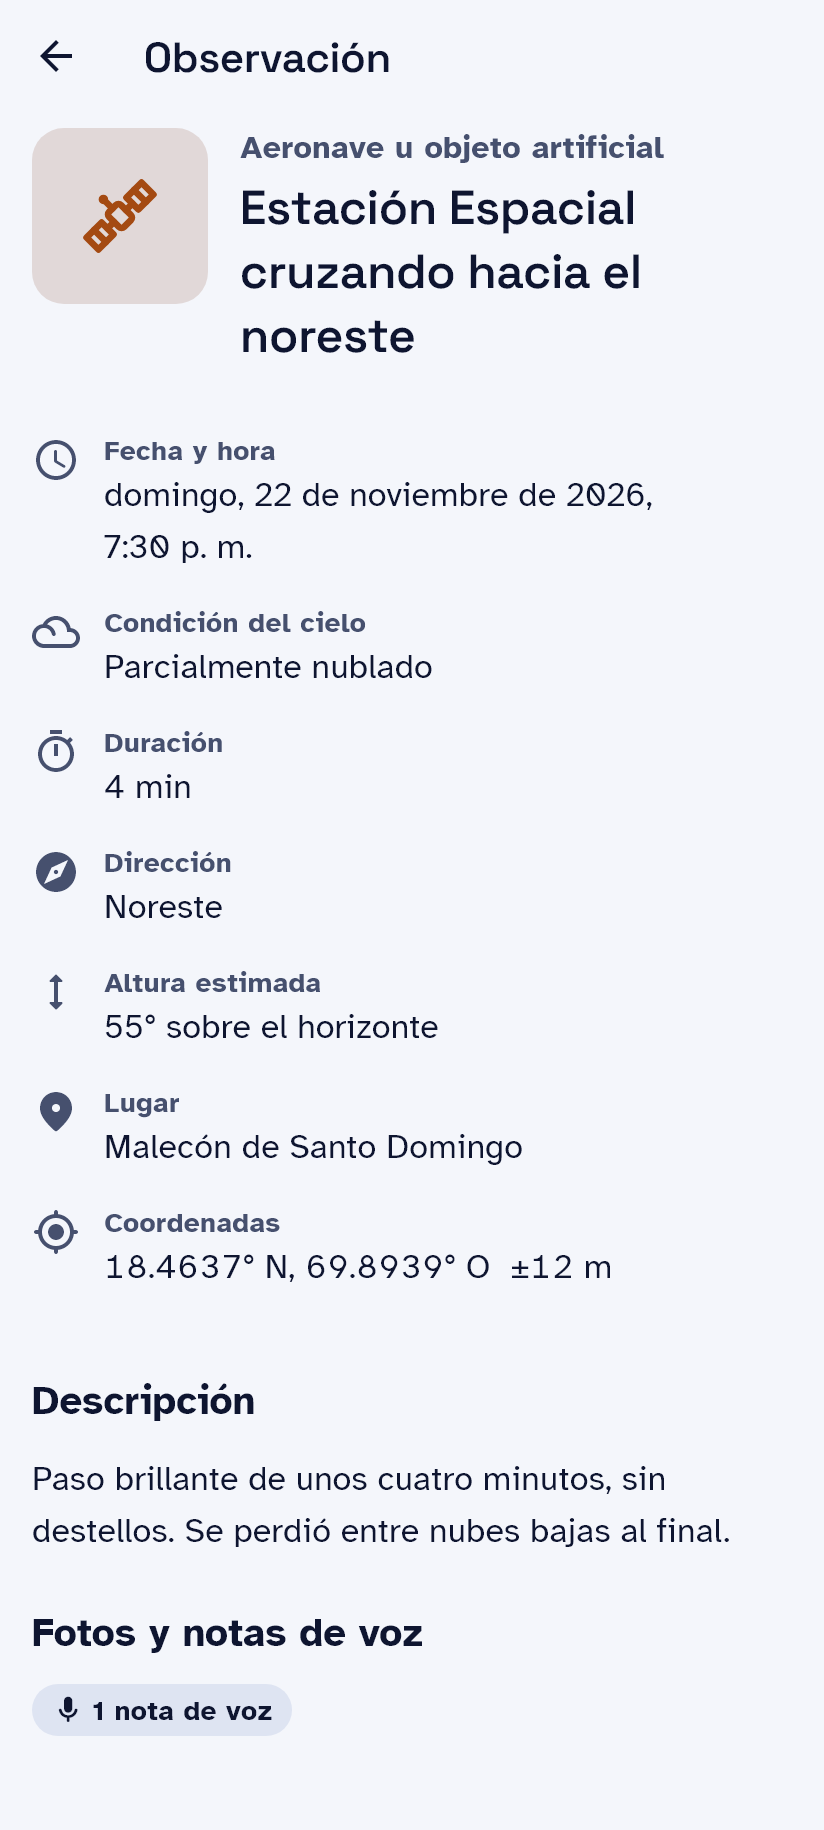 Observación
Aeronave u objeto artificial
Estación Espacial
cruzando hacia el
noreste
Fecha y hora
domingo, 22 de noviembre de 2026,
7:30 p. m.
Condición del cielo
Parcialmente nublado
Duración
4 min
Dirección
Noreste
Altura estimada
55° sobre el horizonte
Lugar
Malecón de Santo Domingo
Coordenadas
18.4637° N, 69.8939° O ±12 m
Descripción
Paso brillante de unos cuatro minutos, sin
destellos. Se perdió entre nubes bajas al final.
Fotos y notas de voz
1 nota de voz